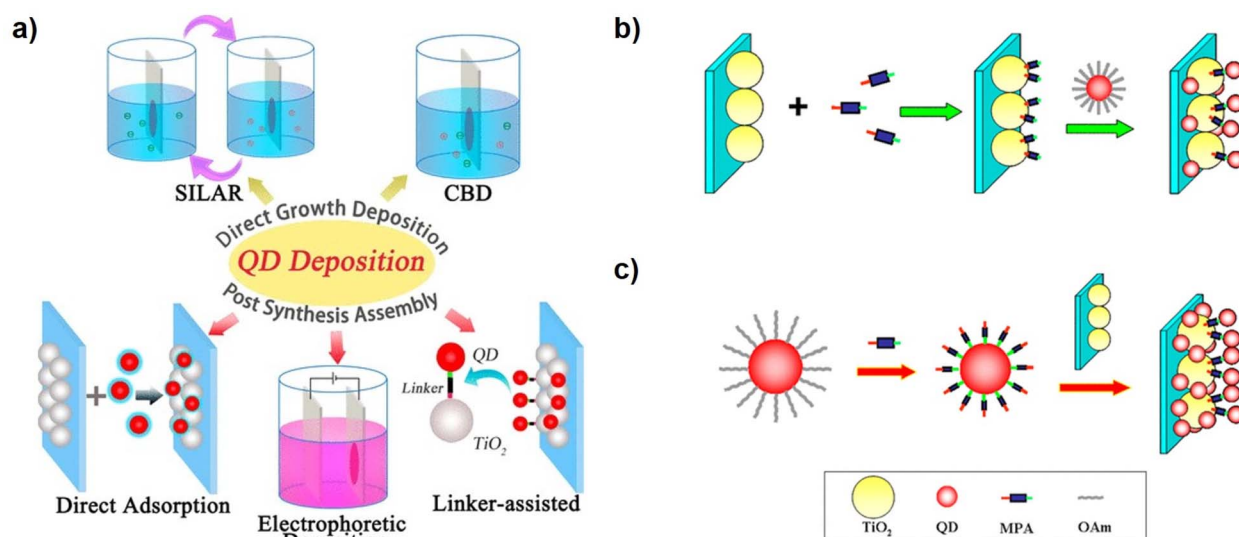 a)
SILAR
CBD
Direct Growth Deposition
QD Deposition
Post Synthesis Assembly
QD
Linker
TiO2
Direct Adsorption
Electrophoretic
Linker-assisted
b)
+
c)
TiO2
QD
MPA
OAm